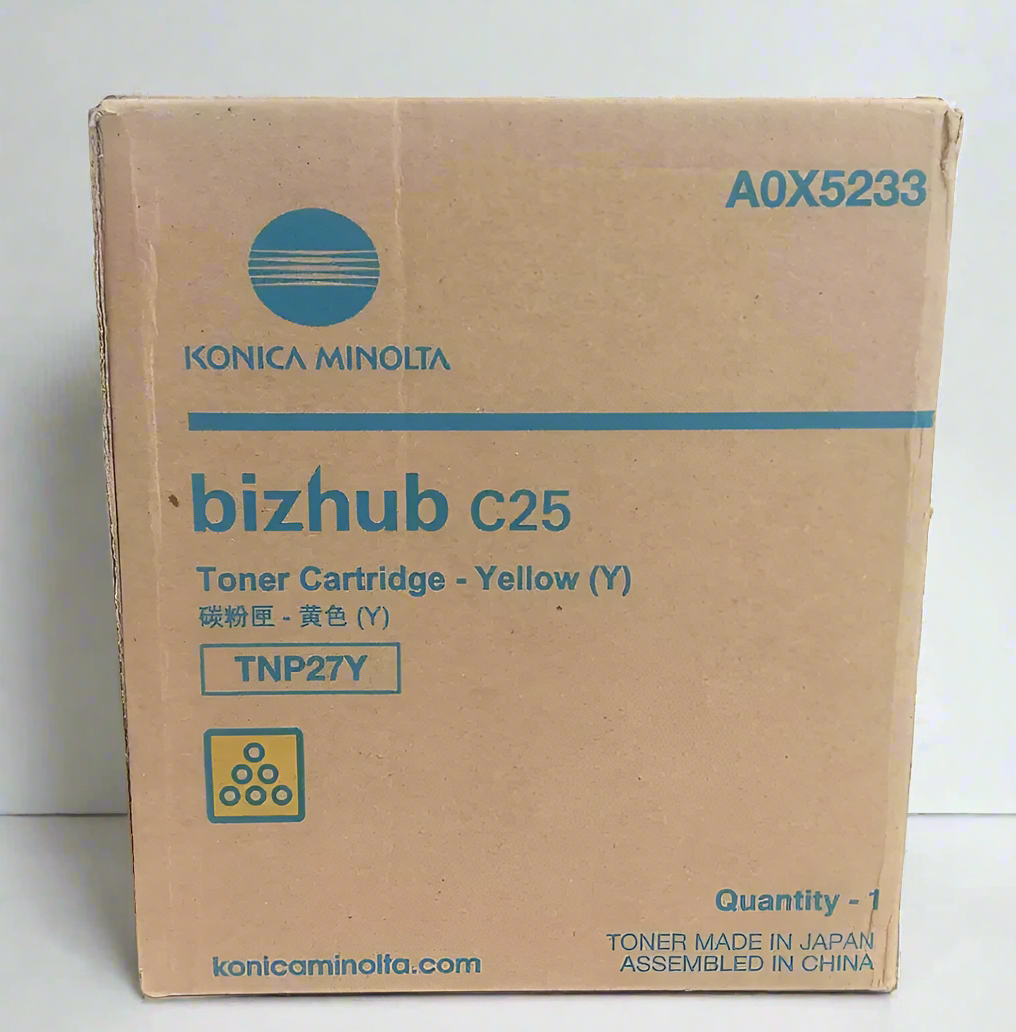 A0X5233
KONICA MINOLTA
bizhub C25
Toner Cartridge - Yellow (Y)
碳粉匣 - 黄色 (Y)
TNP27Y
Quantity - 1
TONER MADE IN JAPAN
ASSEMBLED IN CHINA
konicaminolta.com